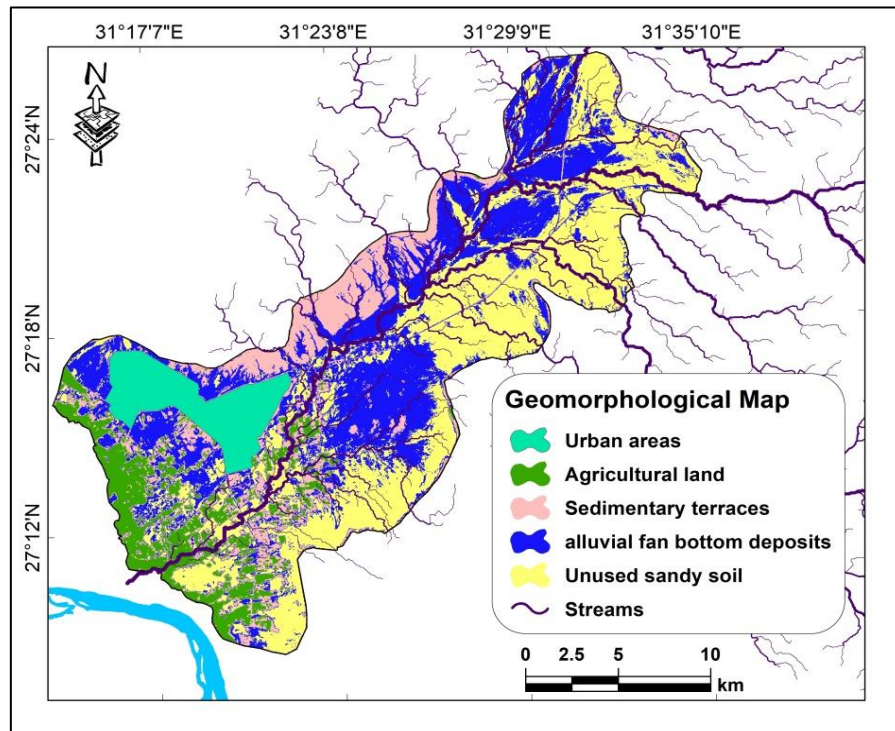 31°17'7"E 31°23'8"E 31°29'9"E 31°35'10"E
N
27°24'N
27°18'N
27°12'N
Geomorphological Map
Urban areas
Agricultural land
Sedimentary terraces
alluvial fan bottom deposits
Unused sandy soil
Streams
0 2.5 5 10
km